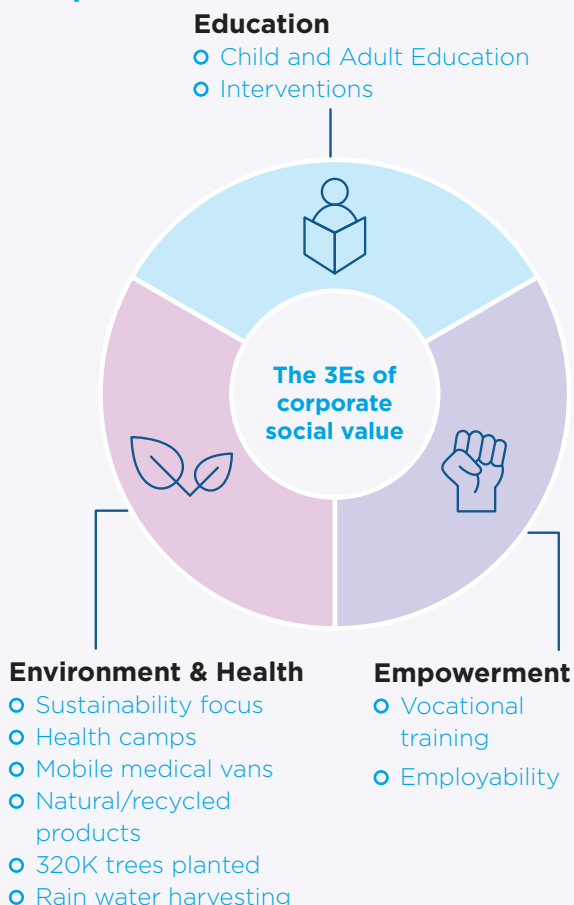 Education
Child and Adult Education
Interventions
The 3Es of
corporate
social value
Environment & Health
Sustainability focus
Health camps
Mobile medical vans
Natural/recycled
products
320K trees planted
Rain water harvesting
Empowerment
Vocational
training
Employability